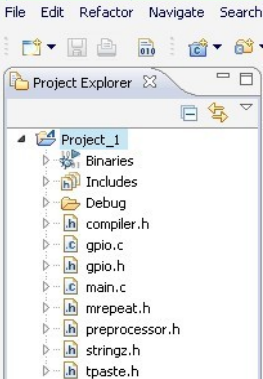 File Edit Refactor Navigate Search
010
Project Explorer
Project_1
Binaries
Includes
Debug
.h compiler.h
.c gpio.c
.h gpio.h
.c main.c
.h mrepeat.h
.h preprocessor.h
.h stringz.h
.h tpaste.h